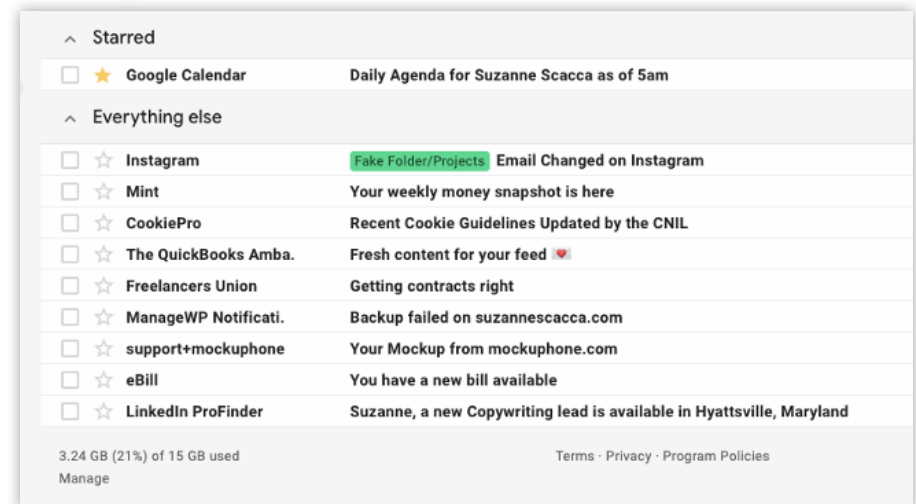 Starred
Google Calendar Daily Agenda for Suzanne Scacca as of 5am
Everything else
Instagram Fake Folder/Projects Email Changed on Instagram
Mint Your weekly money snapshot is here
CookiePro Recent Cookie Guidelines Updated by the CNIL
The QuickBooks Amba. Fresh content for your feed 💌
Freelancers Union Getting contracts right
ManageWP Notificati. Backup failed on suzannescacca.com
support+mockuphone Your Mockup from mockuphone.com
eBill You have a new bill available
LinkedIn ProFinder Suzanne, a new Copywriting lead is available in Hyattsville, Maryland
3.24 GB (21%) of 15 GB used Terms · Privacy · Program Policies
Manage